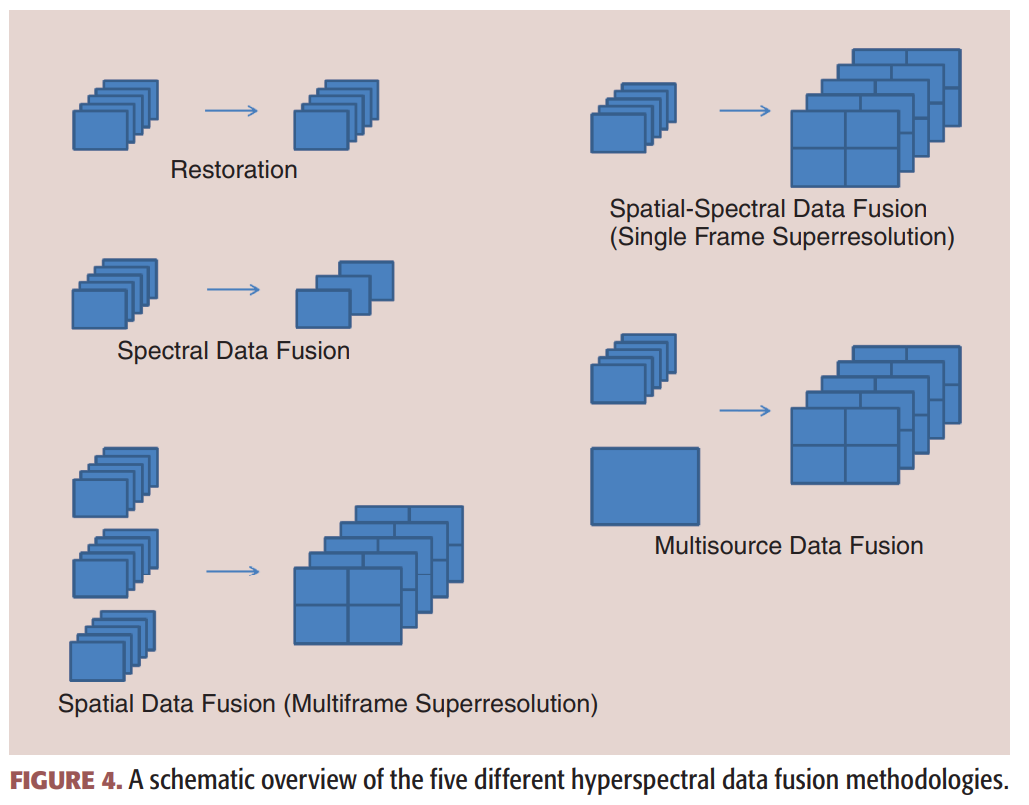 Restoration
Spatial-Spectral Data Fusion
(Single Frame Superresolution)
Spectral Data Fusion
Multisource Data Fusion
Spatial Data Fusion (Multiframe Superresolution)
FIGURE 4. A schematic overview of the five different hyperspectral data fusion methodologies.